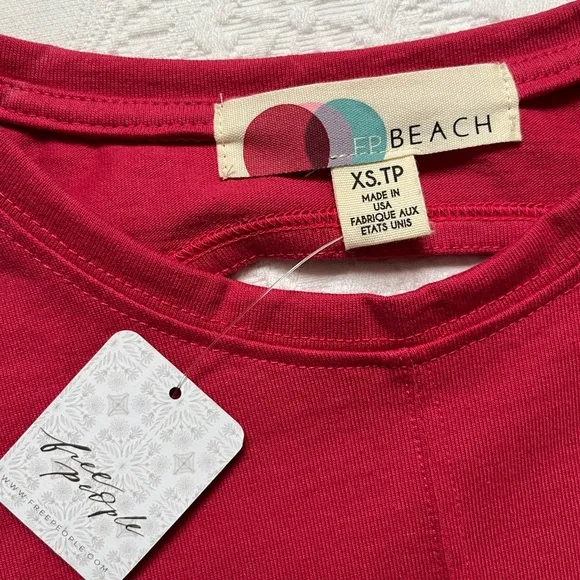 FP BEACH
XS.TP
MADE IN
USA
FABRIQUE AUX
ETATS UNIS
free
people
WWW.FREEPEOPLE.COM